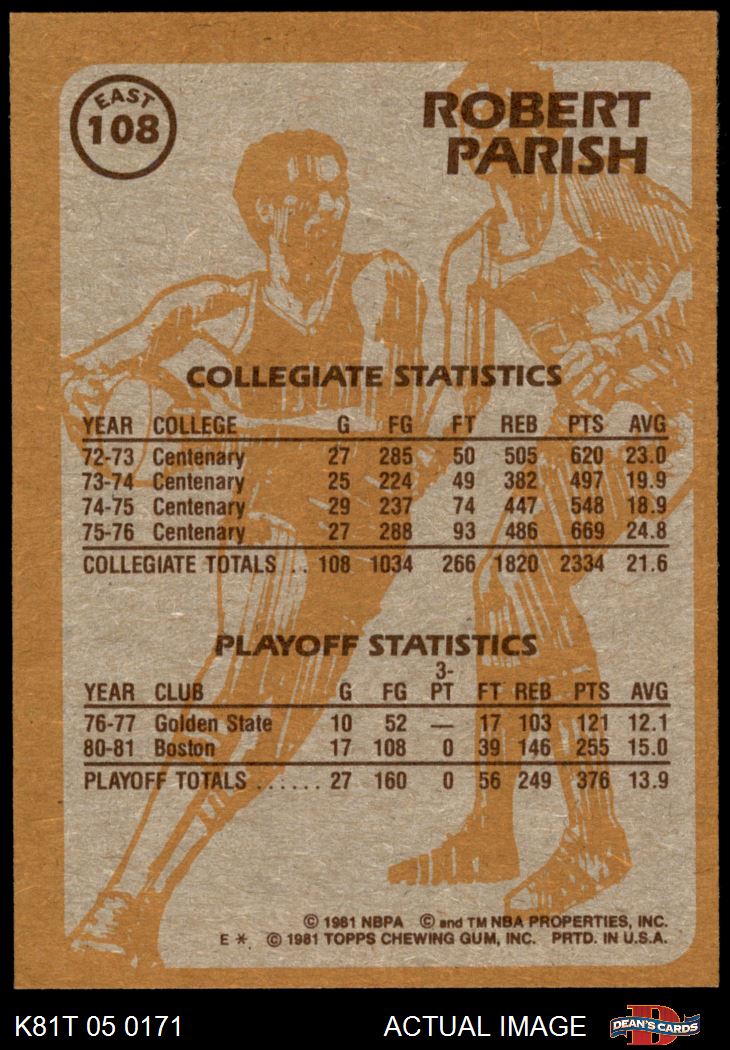 EAST
108
ROBERT
PARISH
COLLEGIATE STATISTICS
YEAR COLLEGE G FG FT REB PTS AVG
72-73 Centenary 27 285 50 505 620 23.0
73-74 Centenary 25 224 49 382 497 19.9
74-75 Centenary 29 237 74 447 548 18.9
75-76 Centenary 27 288 93 486 669 24.8
COLLEGIATE TOTALS .. 108 1034 266 1820 2334 21.6
PLAYOFF STATISTICS
3-
YEAR CLUB G FG PT FT REB PTS AVG
76-77 Golden State 10 52 — 17 103 121 12.1
80-81 Boston 17 108 0 39 146 255 15.0
PLAYOFF TOTALS ...... 27 160 0 56 249 376 13.9
© 1981 NBPA © and TM NBA PROPERTIES, INC.
E * © 1981 TOPPS CHEWING GUM, INC. PRTD. IN U.S.A.
K81T 05 0171 ACTUAL IMAGE D DEAN'S CARDS